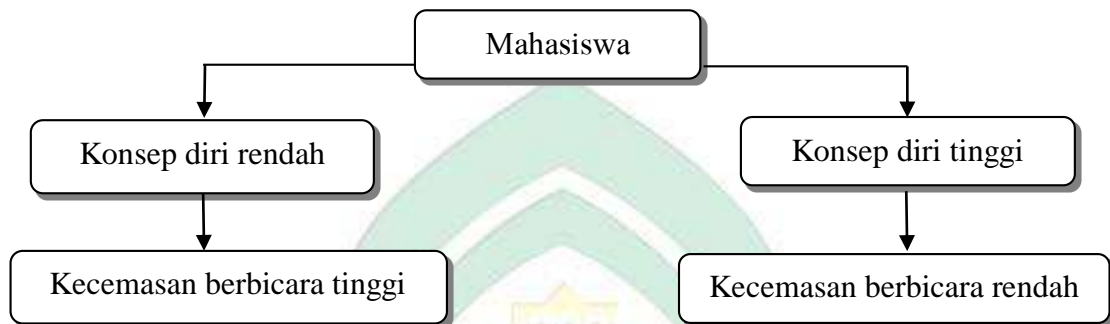 Mahasiswa
Konsep diri rendah
Konsep diri tinggi
Kecemasan berbicara tinggi
Kecemasan berbicara rendah